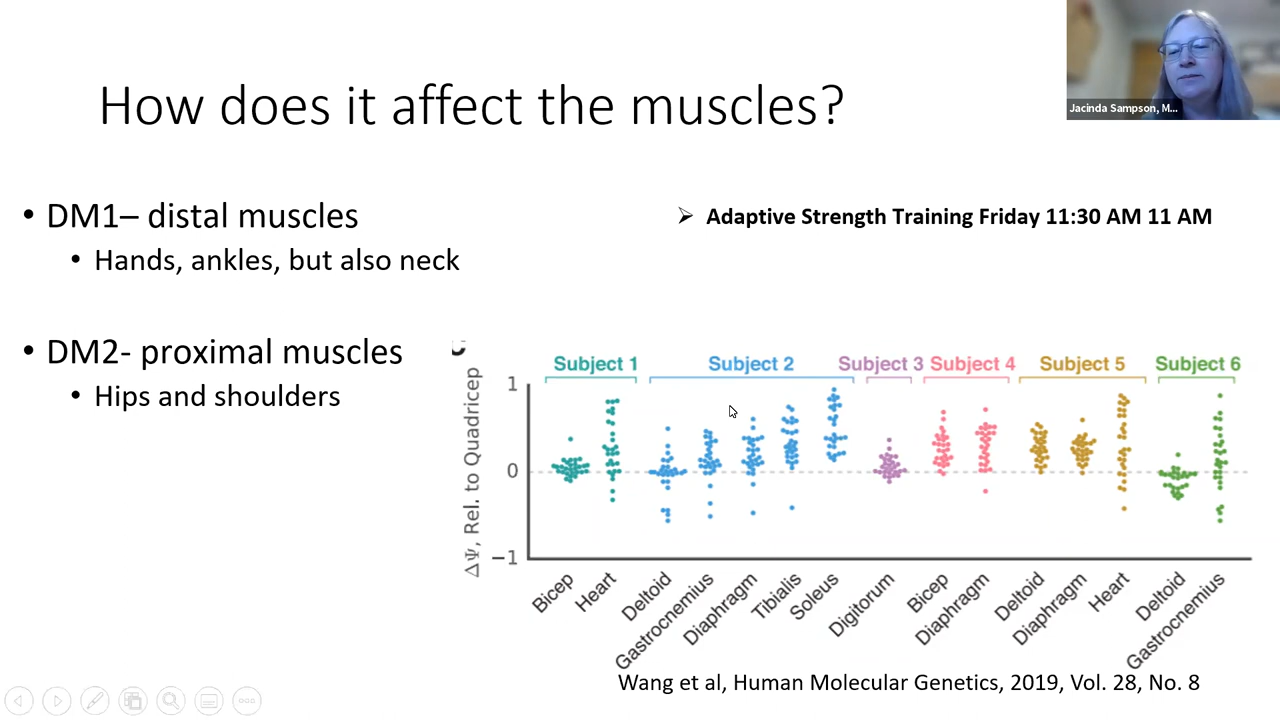 How does it affect the muscles?
Jacinda Sampson, M...
• DM1– distal muscles
• Hands, ankles, but also neck
➢ Adaptive Strength Training Friday 11:30 AM 11 AM
• DM2- proximal muscles
• Hips and shoulders
Subject 1 Subject 2 Subject 3 Subject 4 Subject 5 Subject 6
ΔΨ, Rel. to Quadricep
1
0
−1
Bicep Heart Deltoid Gastrocnemius Diaphragm Tibialis Soleus Digitorum Bicep Diaphragm Deltoid Diaphragm Heart Deltoid Gastrocnemius
Wang et al, Human Molecular Genetics, 2019, Vol. 28, No. 8